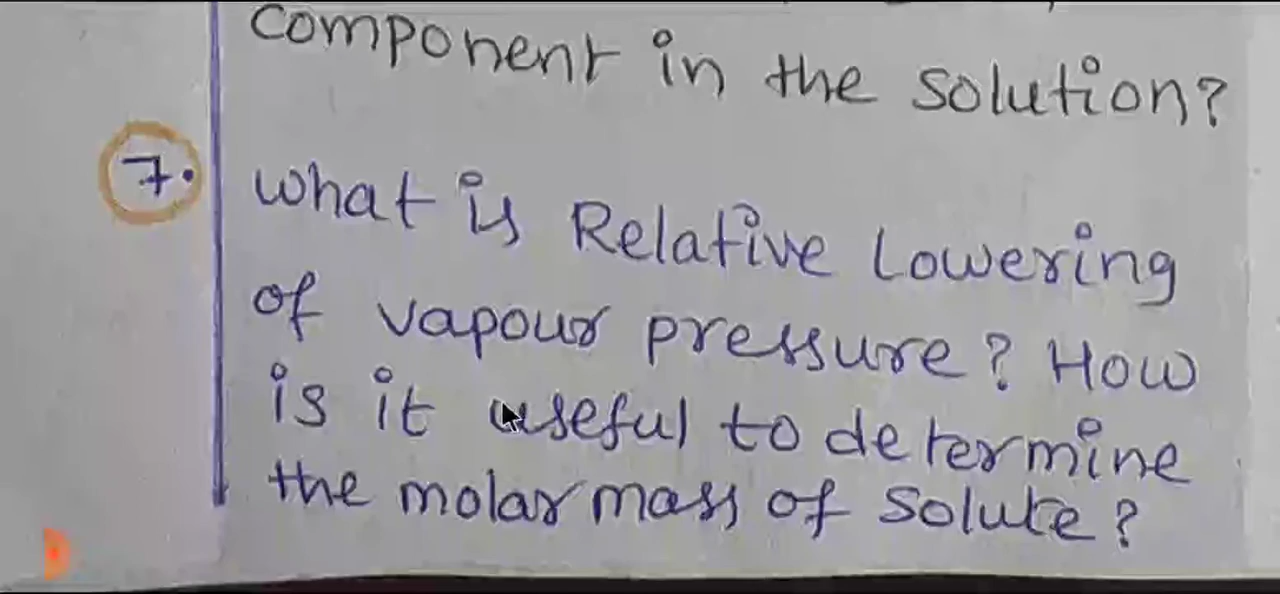 component in the solution?
7. What is Relative Lowering
of vapour pressure? How
is it useful to determine
the molar mass of solute?